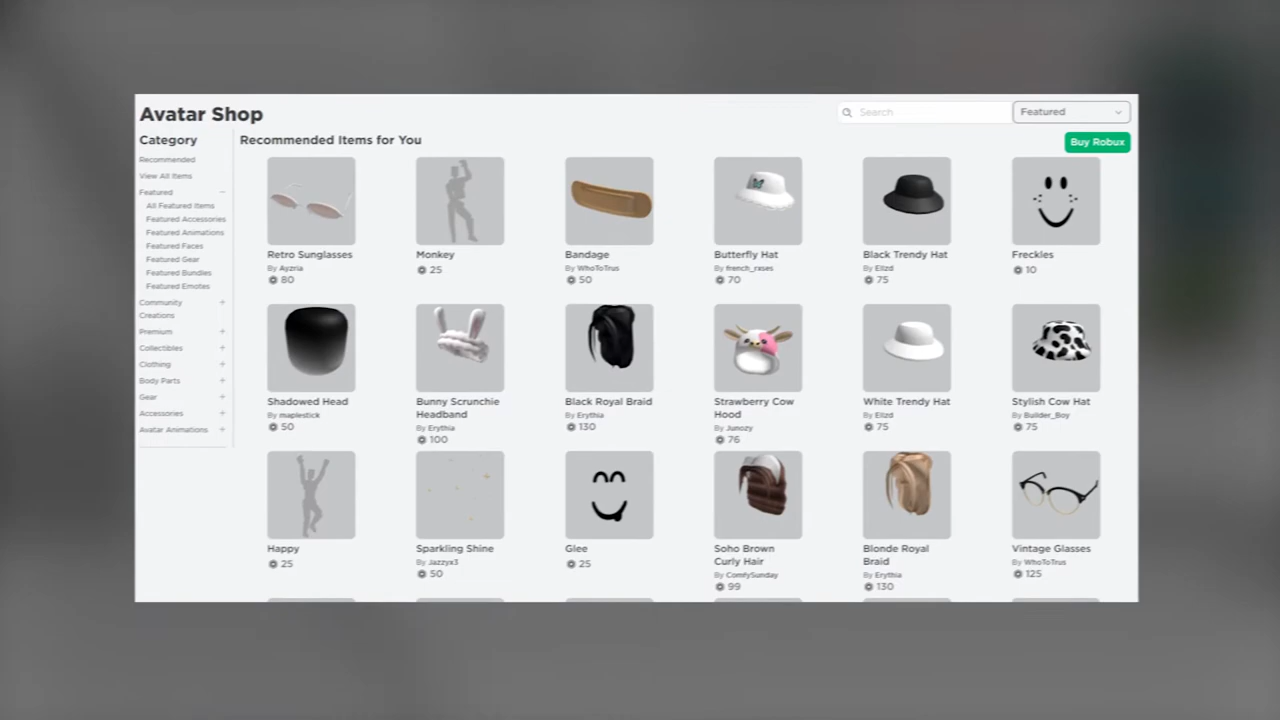 Avatar Shop
Search
Featured
Category
Recommended Items for You
Buy Robux
Recommended
View All Items
Featured
All Featured Items
Featured Accessories
Featured Animations
Featured Faces
Featured Gear
Featured Bundles
Featured Emotes
Community
Creations
Premium
Collectibles
Clothing
Body Parts
Gear
Accessories
Avatar Animations
Retro Sunglasses
By Ayzria
80
Monkey
25
Bandage
By WhoToTrus
50
Butterfly Hat
By french_rxses
70
Black Trendy Hat
By Elizd
75
Freckles
10
Shadowed Head
By maplestick
50
Bunny Scrunchie
Headband
By Erythia
100
Black Royal Braid
By Erythia
130
Strawberry Cow
Hood
By Junozy
76
White Trendy Hat
By Elizd
75
Stylish Cow Hat
By Builder_Boy
75
Happy
25
Sparkling Shine
By Jazzyx3
50
Glee
25
Soho Brown
Curly Hair
By ComfySunday
99
Blonde Royal
Braid
By Erythia
130
Vintage Glasses
By WhoToTrus
125